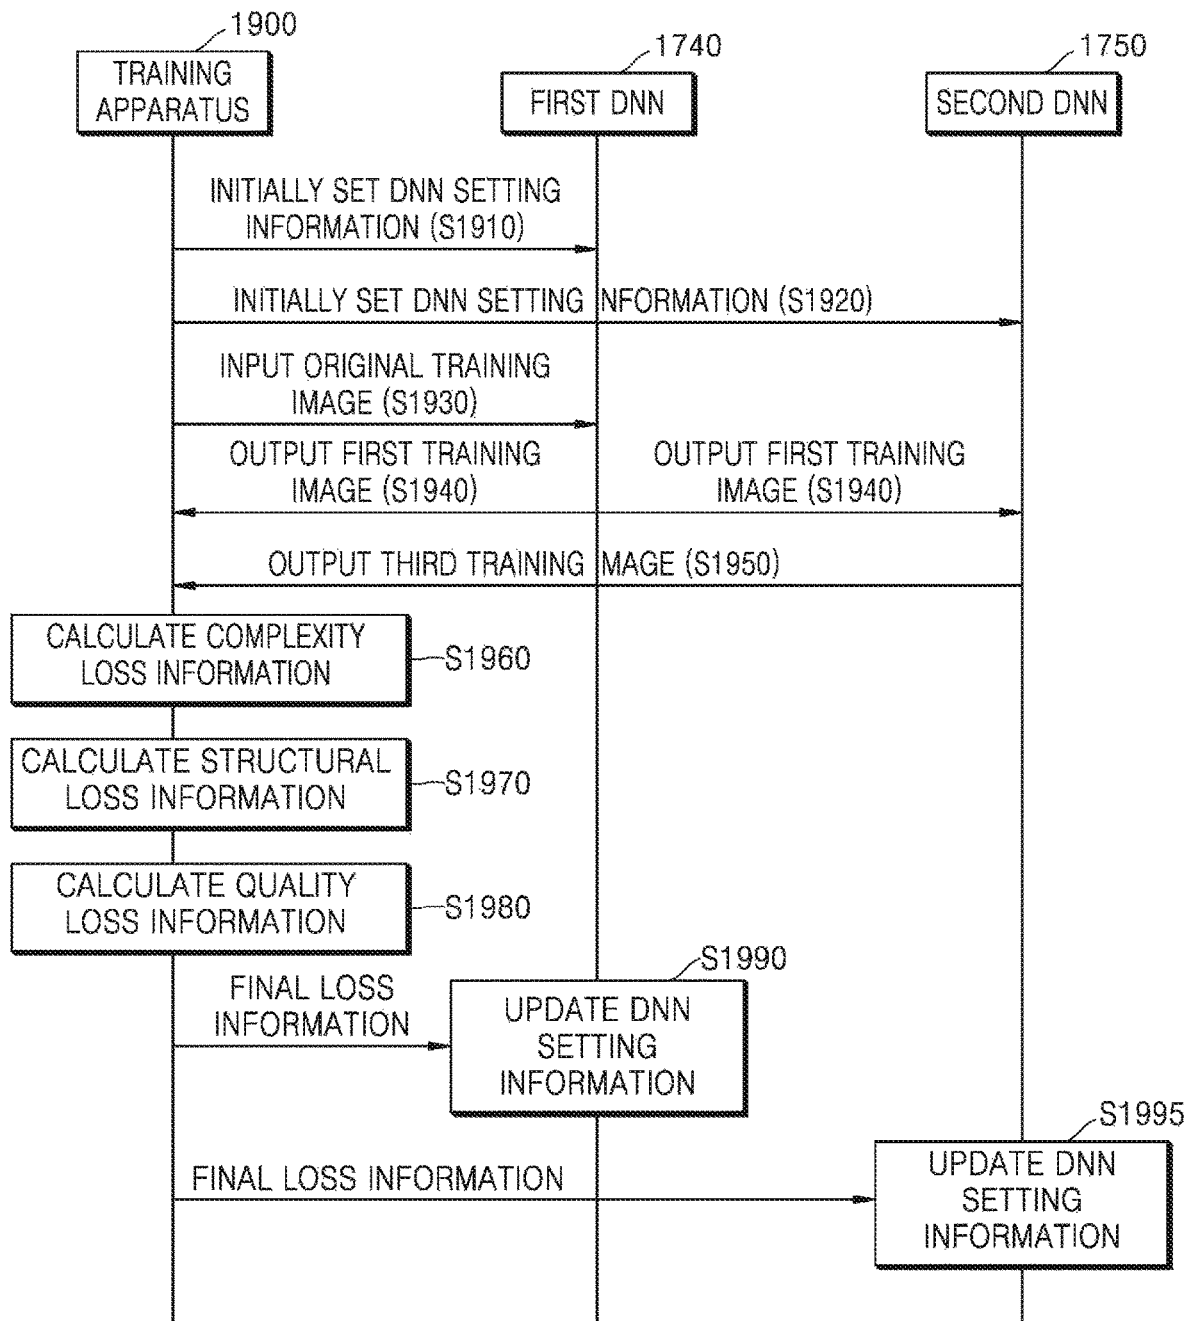 1900
TRAINING
APPARATUS
1740
FIRST DNN
1750
SECOND DNN
INITIALLY SET DNN SETTING
INFORMATION (S1910)
INITIALLY SET DNN SETTING NFORMATION (S1920)
INPUT ORIGINAL TRAINING
IMAGE (S1930)
OUTPUT FIRST TRAINING
IMAGE (S1940)
OUTPUT FIRST TRAINING
IMAGE (S1940)
OUTPUT THIRD TRAINING MAGE (S1950)
CALCULATE COMPLEXITY
LOSS INFORMATION
S1960
CALCULATE STRUCTURAL
LOSS INFORMATION
S1970
CALCULATE QUALITY
LOSS INFORMATION
S1980
FINAL LOSS
INFORMATION
S1990
UPDATE DNN
SETTING
INFORMATION
FINAL LOSS INFORMATION
S1995
UPDATE DNN
SETTING
INFORMATION